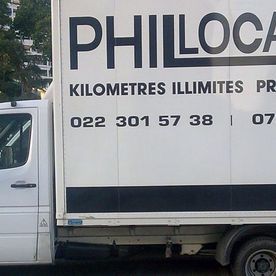 PHILLOCA
KILOMETRES ILLIMITES PR
022 301 57 38 | 07